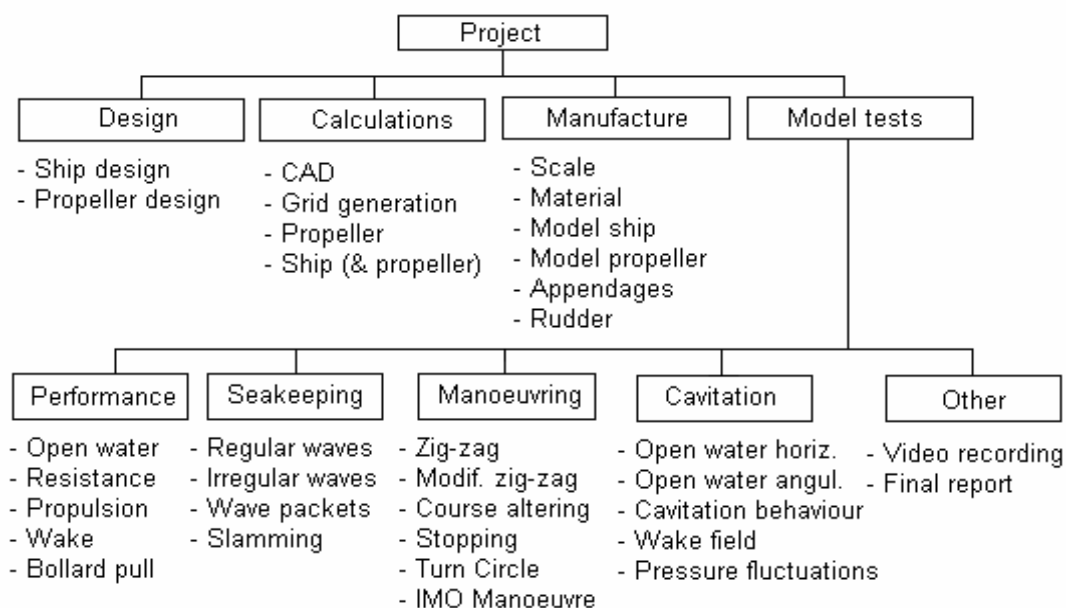 Project
Design
- Ship design
- Propeller design
Calculations
- CAD
- Grid generation
- Propeller
- Ship (& propeller)
Manufacture
- Scale
- Material
- Model ship
- Model propeller
- Appendages
- Rudder
Model tests
Performance
- Open water
- Resistance
- Propulsion
- Wake
- Bollard pull
Seakeeping
- Regular waves
- Irregular waves
- Wave packets
- Slamming
Manoeuvring
- Zig-zag
- Modif. zig-zag
- Course altering
- Stopping
- Turn Circle
- IMO Manoeuvre
Cavitation
- Open water horiz.
- Open water angul.
- Cavitation behaviour
- Wake field
- Pressure fluctuations
Other
- Video recording
- Final report